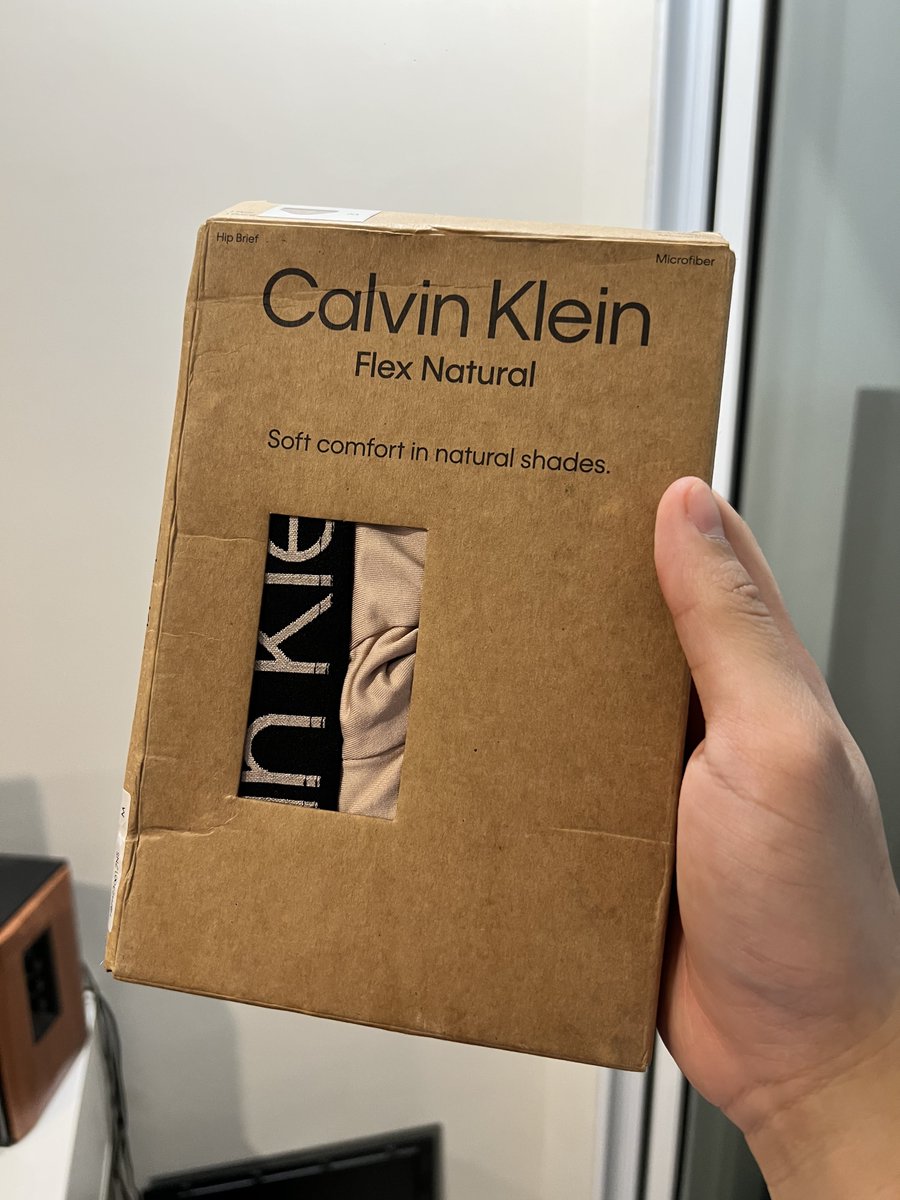 Hip Brief
Microfiber
Calvin Klein
Flex Natural
Soft comfort in natural shades.